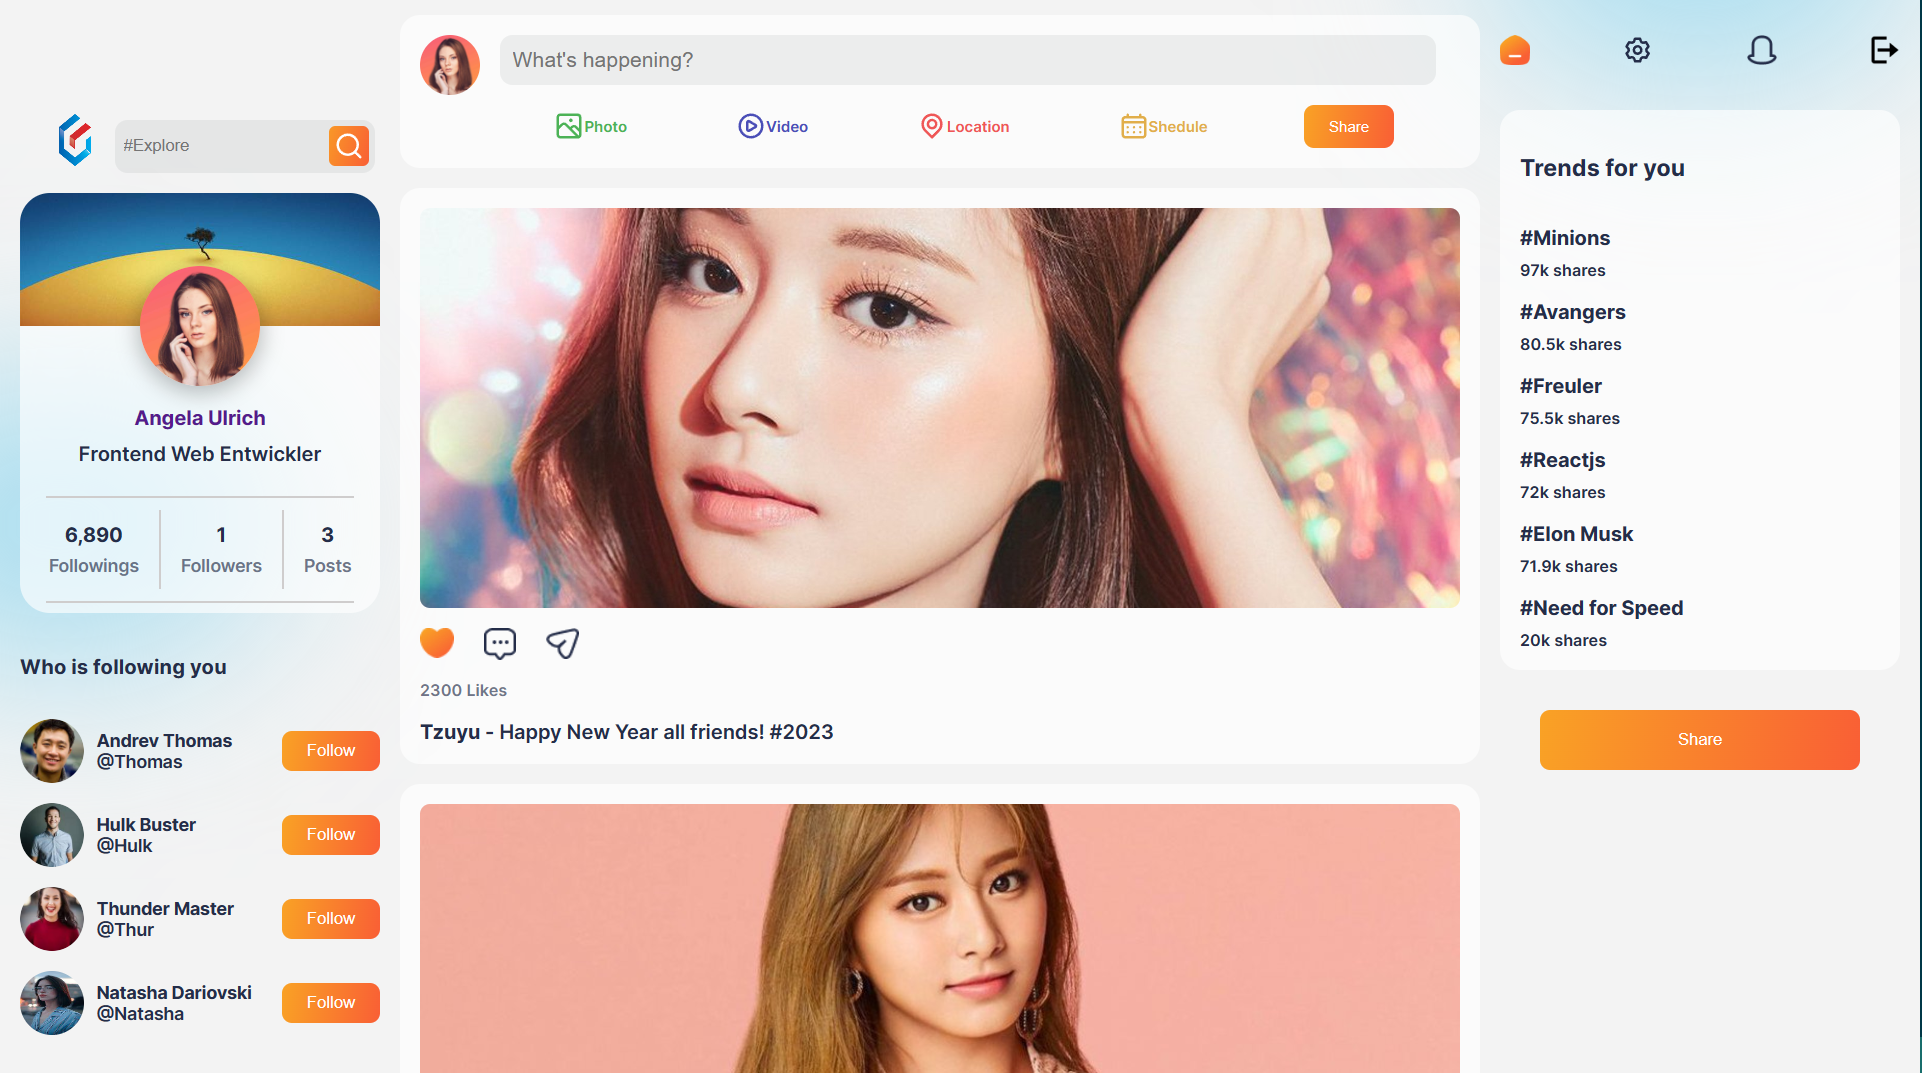 #Explore
Angela Ulrich
Frontend Web Entwickler
6,890
Followings
1
Followers
3
Posts
Who is following you
Andrev Thomas
@Thomas
Follow
Hulk Buster
@Hulk
Follow
Thunder Master
@Thur
Follow
Natasha Dariovski
@Natasha
Follow
What's happening?
Photo
Video
Location
Shedule
Share
2300 Likes
Tzuyu - Happy New Year all friends! #2023
Trends for you
#Minions
97k shares
#Avangers
80.5k shares
#Freuler
75.5k shares
#Reactjs
72k shares
#Elon Musk
71.9k shares
#Need for Speed
20k shares
Share